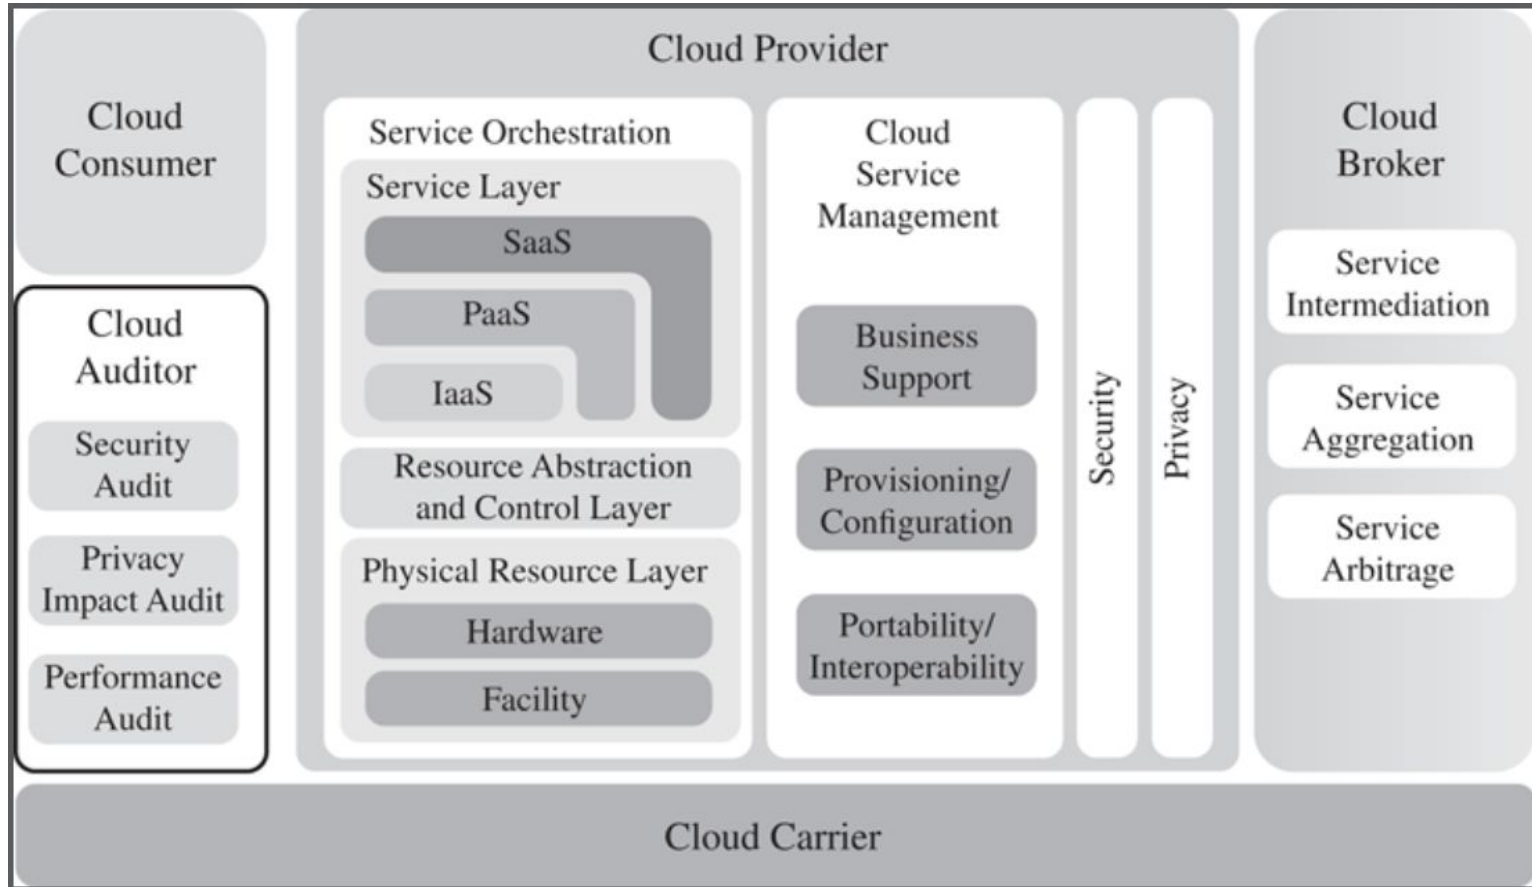 Cloud
Consumer
Cloud
Auditor
Security
Audit
Privacy
Impact Audit
Performance
Audit
Cloud Provider
Service Orchestration
Service Layer
SaaS
PaaS
IaaS
Resource Abstraction
and Control Layer
Physical Resource Layer
Hardware
Facility
Cloud
Service
Management
Business
Support
Provisioning/
Configuration
Portability/
Interoperability
Security
Privacy
Cloud
Broker
Service
Intermediation
Service
Aggregation
Service
Arbitrage
Cloud Carrier